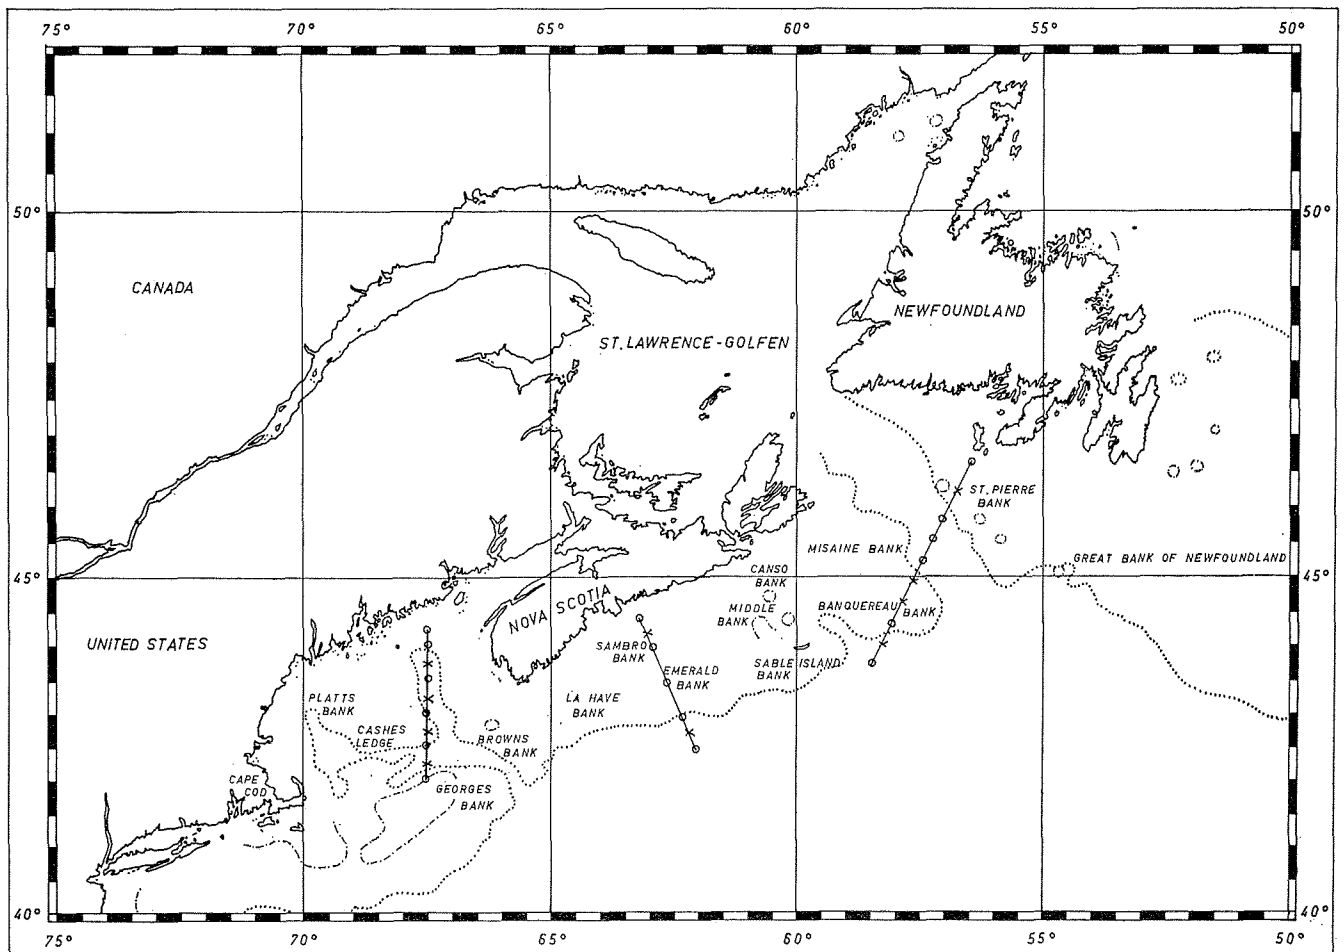 75° 70° 65° 60° 55° 50°
50° 50°
CANADA
NEWFOUNDLAND
ST. LAWRENCE-GOLFEN
ST. PIERRE
BANK
MISAINE BANK
GREAT BANK OF NEWFOUNDLAND
45° 45°
CANSO
BANK
NOVA SCOTIA
MIDDLE
BANK
BANQUEREAU BANK
UNITED STATES
SAMBRO
BANK
SABLE ISLAND
BANK
EMERALD
BANK
PLATTS
BANK
LA HAVE
BANK
CASHES
LEDGE
BROWNS
BANK
CAPE
COD
GEORGES
BANK
40° 40°
75° 70° 65° 60° 55° 50°